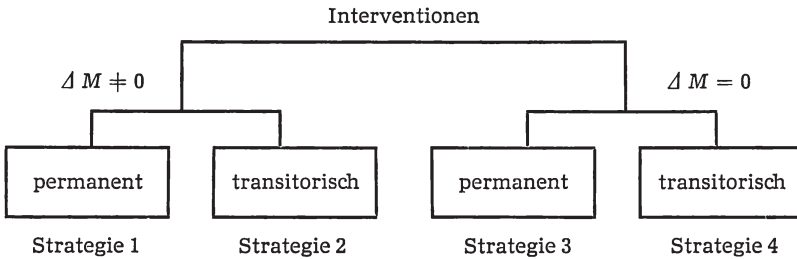 Interventionen
Δ M ≠ 0 Δ M = 0
permanent transitorisch permanent transitorisch
Strategie 1 Strategie 2 Strategie 3 Strategie 4